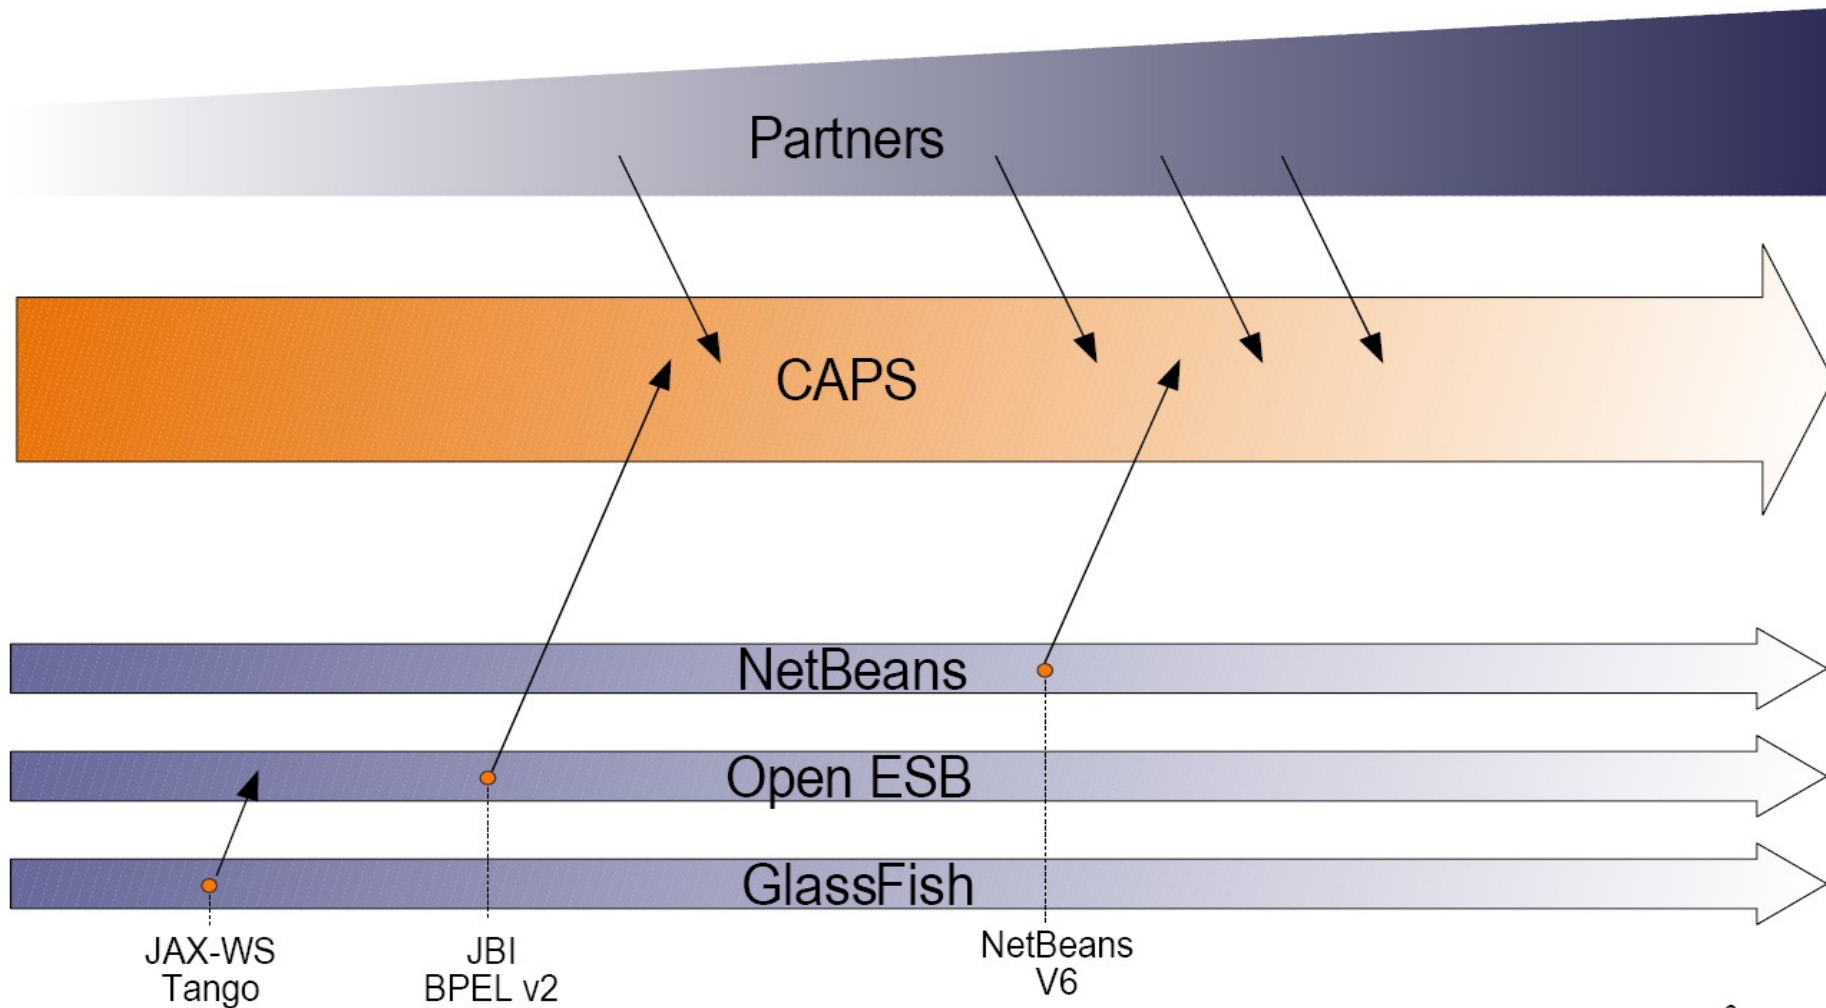 Partners
CAPS
NetBeans
Open ESB
GlassFish
JAX-WS
Tango
JBI
BPEL v2
NetBeans
V6